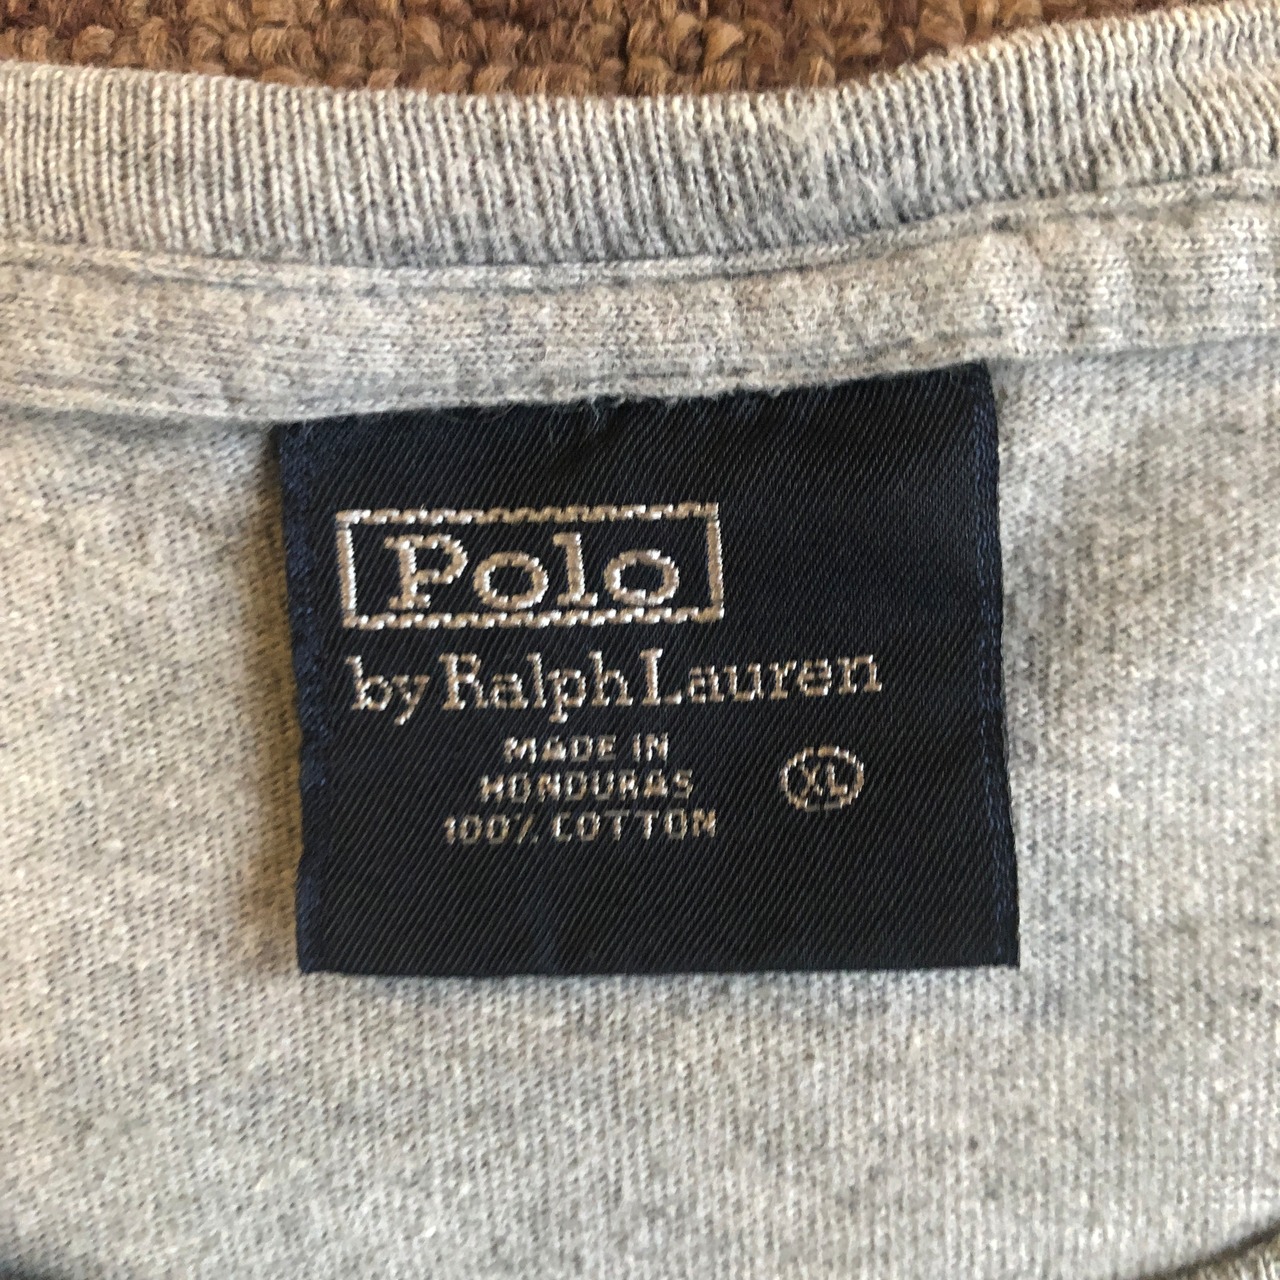 Polo
by Ralph Lauren
MADE IN
HONDURAS
XL
100% COTTON